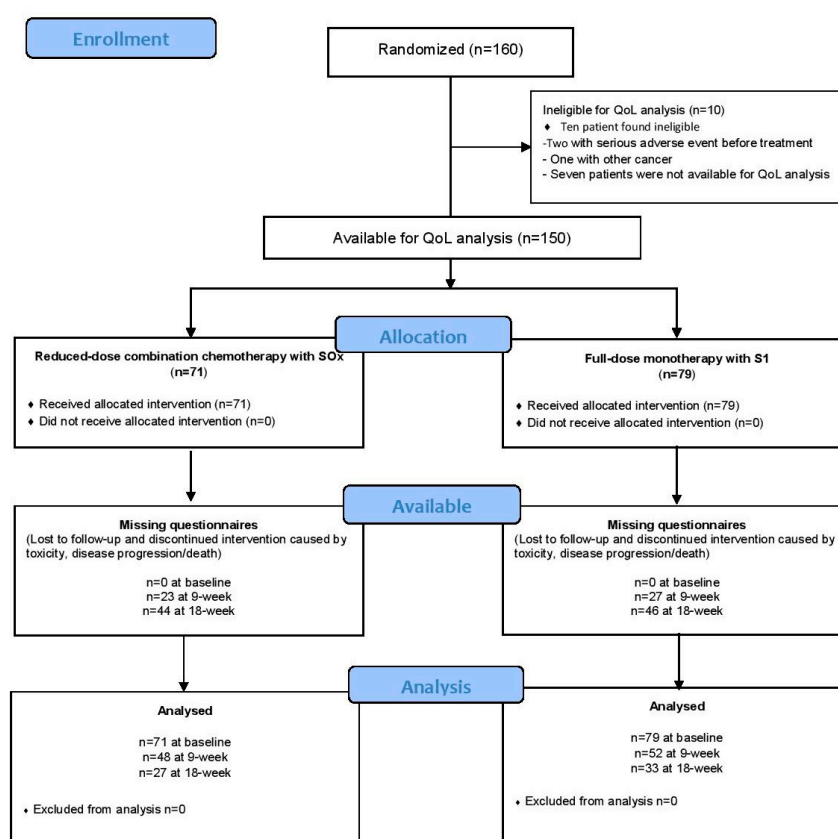 Enrollment
Randomized (n=160)
Ineligible for QoL analysis (n=10)
♦ Ten patient found ineligible
-Two with serious adverse event before treatment
- One with other cancer
- Seven patients were not available for QoL analysis
Available for QoL analysis (n=150)
Allocation
Reduced-dose combination chemotherapy with SOx
(n=71)
♦ Received allocated intervention (n=71)
♦ Did not receive allocated intervention (n=0)
Full-dose monotherapy with S1
(n=79)
♦ Received allocated intervention (n=79)
♦ Did not receive allocated intervention (n=0)
Available
Missing questionnaires
(Lost to follow-up and discontinued intervention caused by
toxicity, disease progression/death)
n=0 at baseline
n=23 at 9-week
n=44 at 18-week
Missing questionnaires
(Lost to follow-up and discontinued intervention caused by
toxicity, disease progression/death)
n=0 at baseline
n=27 at 9-week
n=46 at 18-week
Analysis
Analysed
n=71 at baseline
n=48 at 9-week
n=27 at 18-week
♦ Excluded from analysis n=0
Analysed
n=79 at baseline
n=52 at 9-week
n=33 at 18-week
♦ Excluded from analysis n=0